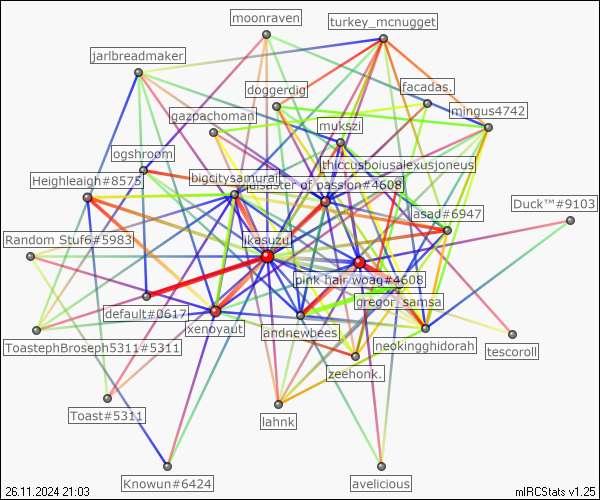 moonraven
turkey_mcnugget
jarlbreadmaker
doggerdig
facadas.
gazpachoman
mingus4742
mukszi
ogshroom
thiccusboiusalexusjoneus
bigcitysamurai
Heighleaigh#8575
disaster of passion#4608
Duck™#9103
asad#6947
Random Stuf6#5983
ikasuzu
pink hair woag#4608
gregor_samsa
default#0617
xenoyaut
andnewbees
neokingghidorah
ToastephBroseph5311#5311
tescoroll
zeehonk.
Toast#5311
lahnk
Knowun#6424
avelicious
26.11.2024 21:03
mIRCStats v1.25